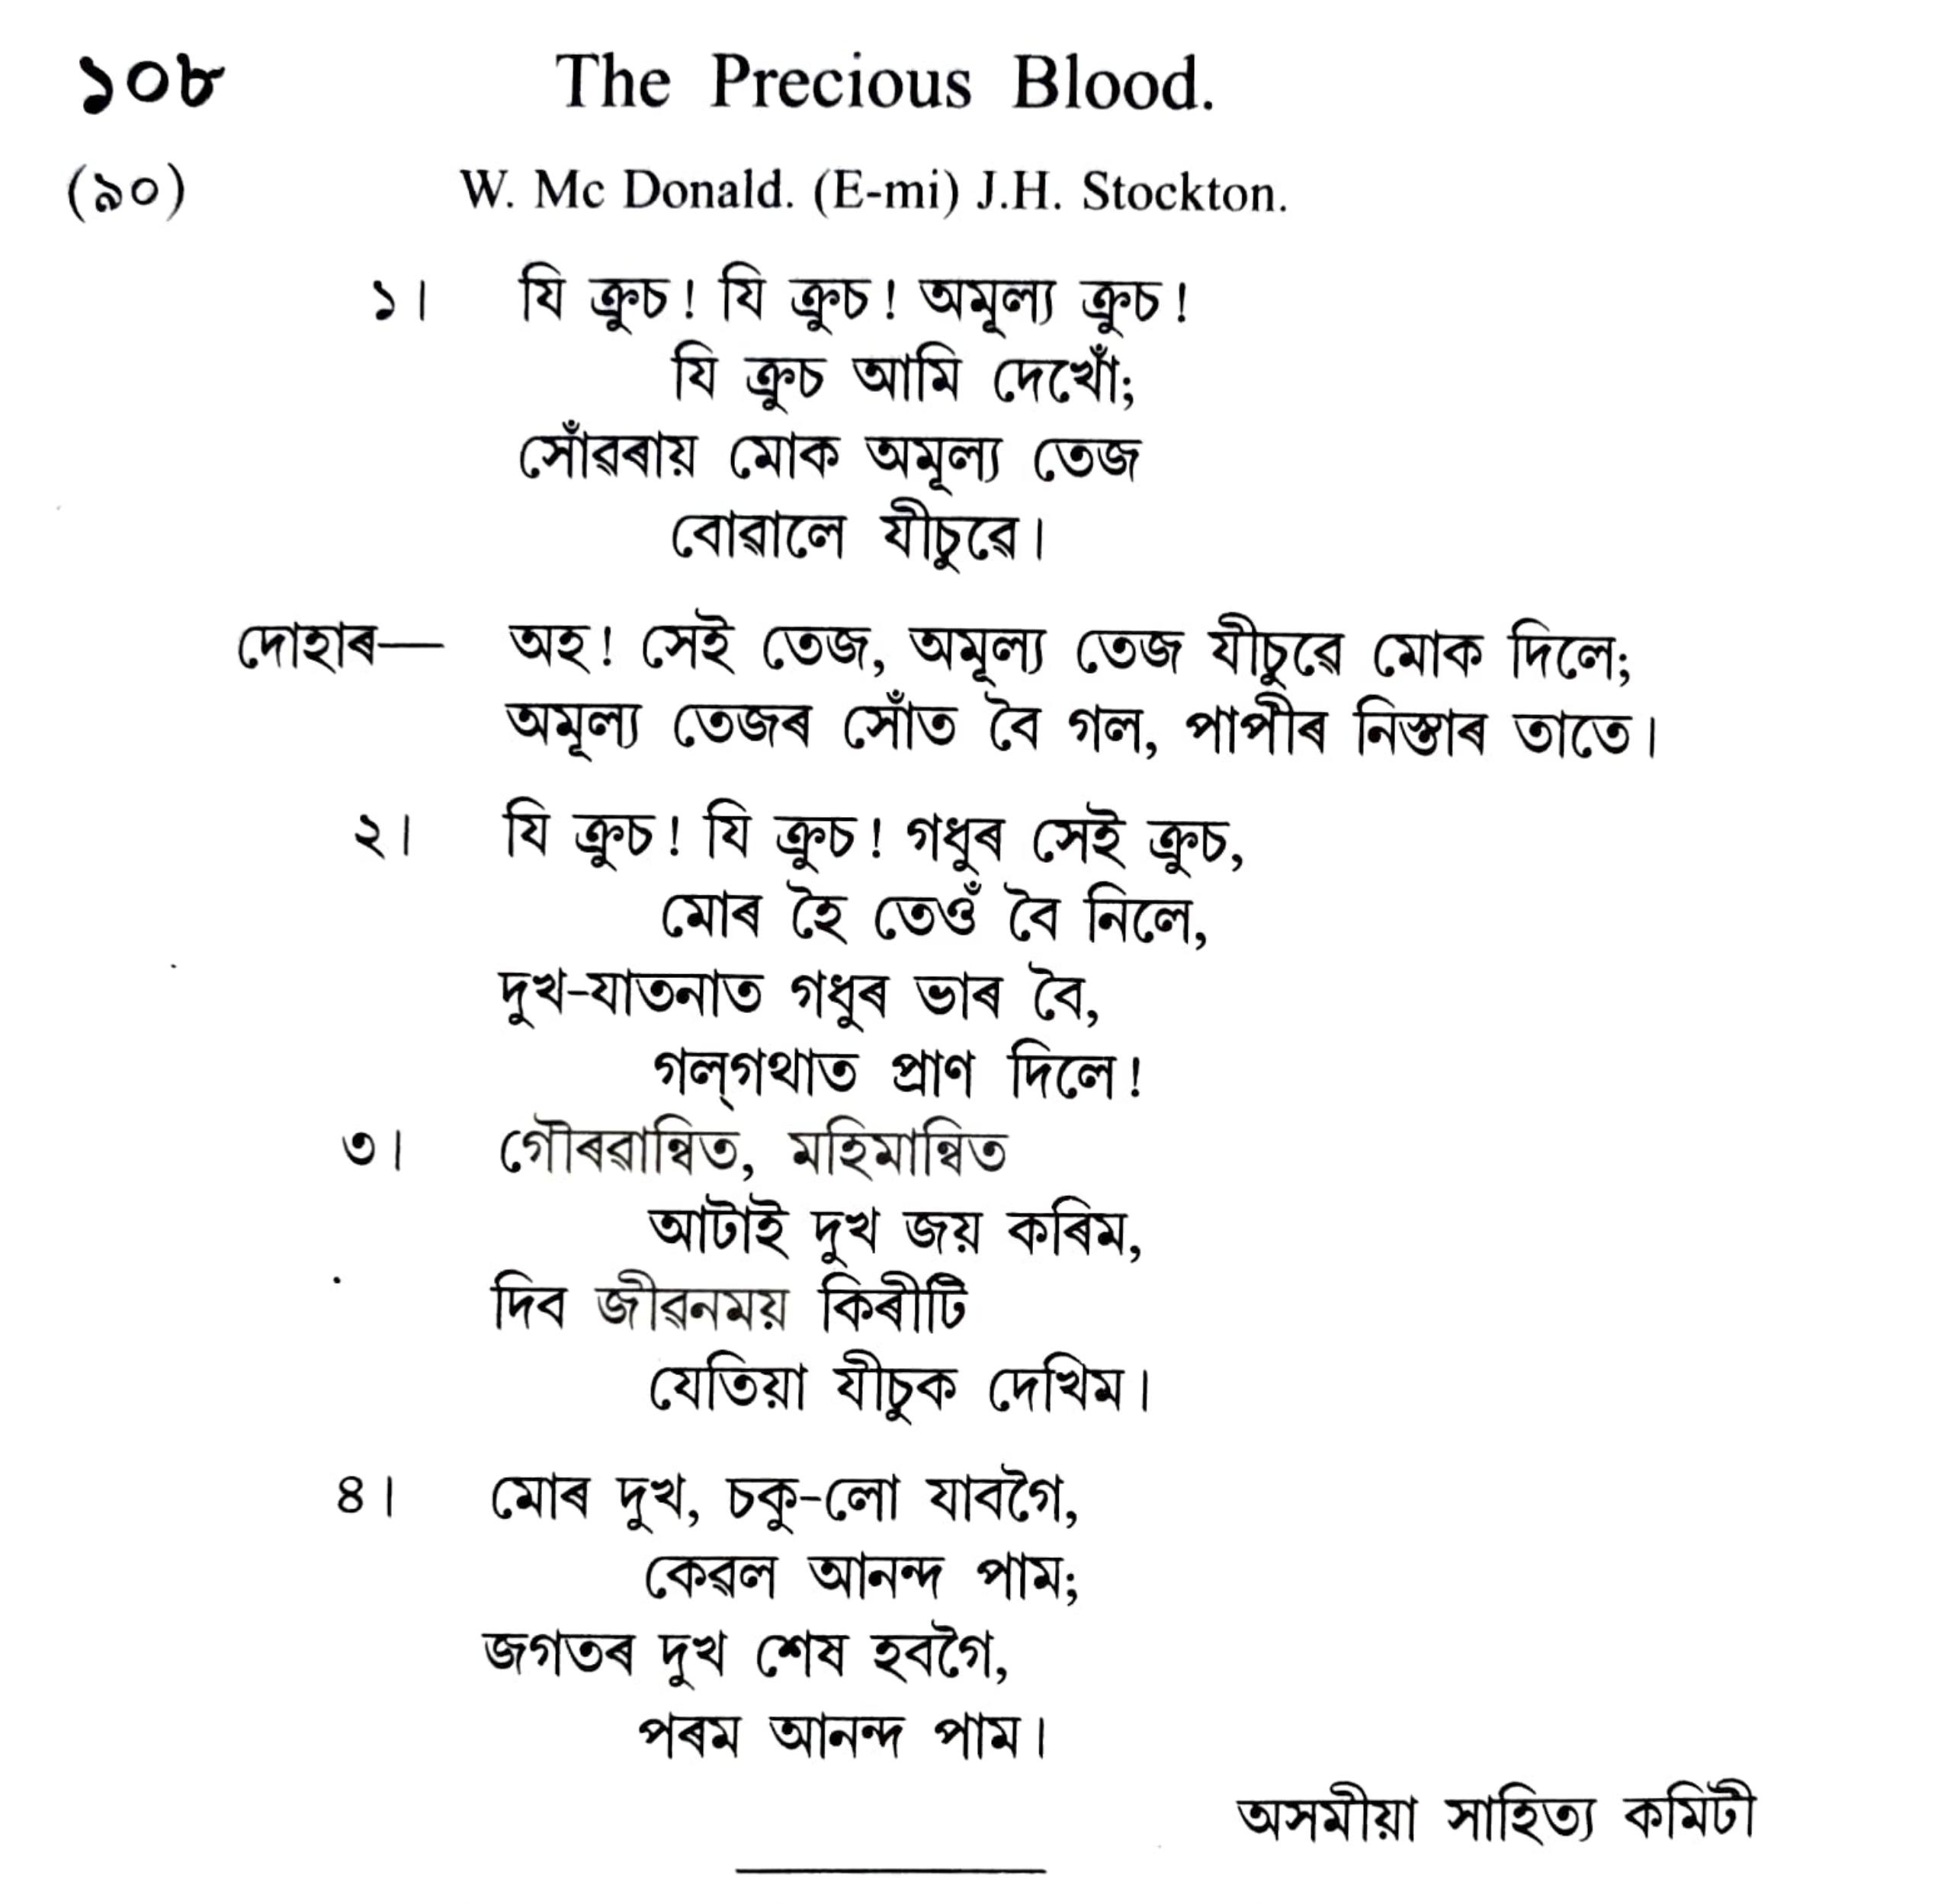 ১০৮ The Precious Blood.
(৯০) W. Mc Donald. (E-mi) J.H. Stockton.
১। যি ক্ৰুচ! যি ক্ৰুচ! অমূল্য ক্ৰুচ!
যি ক্ৰুচ আমি দেখোঁ;
সোঁৱৰায় মোক অমূল্য তেজ
বোৱালে যীচুৱে।
দোহাৰ— অহ! সেই তেজ, অমূল্য তেজ যীচুৱে মোক দিলে;
অমূল্য তেজৰ সোঁত বৈ গল, পাপীৰ নিস্তাৰ তাতে।
২। যি ক্ৰুচ! যি ক্ৰুচ! গধুৰ সেই ক্ৰুচ,
মোৰ হৈ তেওঁ বৈ নিলে,
দুখ-যাতনাত গধুৰ ভাৰ বৈ,
গল্‌গথাত প্ৰাণ দিলে!
৩। গৌৰৱান্বিত, মহিমান্বিত
আটাই দুখ জয় কৰিম,
দিব জীৱনময় কিৰীটি
যেতিয়া যীচুক দেখিম।
৪। মোৰ দুখ, চকু-লো যাবগৈ,
কেৱল আনন্দ পাম;
জগতৰ দুখ শেষ হবগৈ,
পৰম আনন্দ পাম।
অসমীয়া সাহিত্য কমিটী